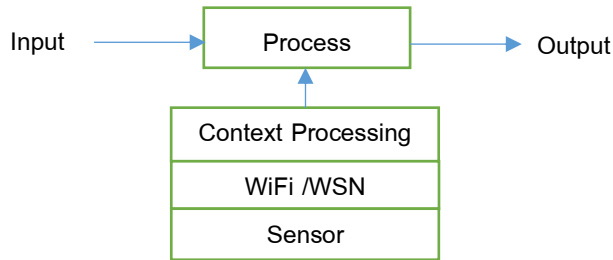 Input
Process
Output
Context Processing
WiFi /WSN
Sensor